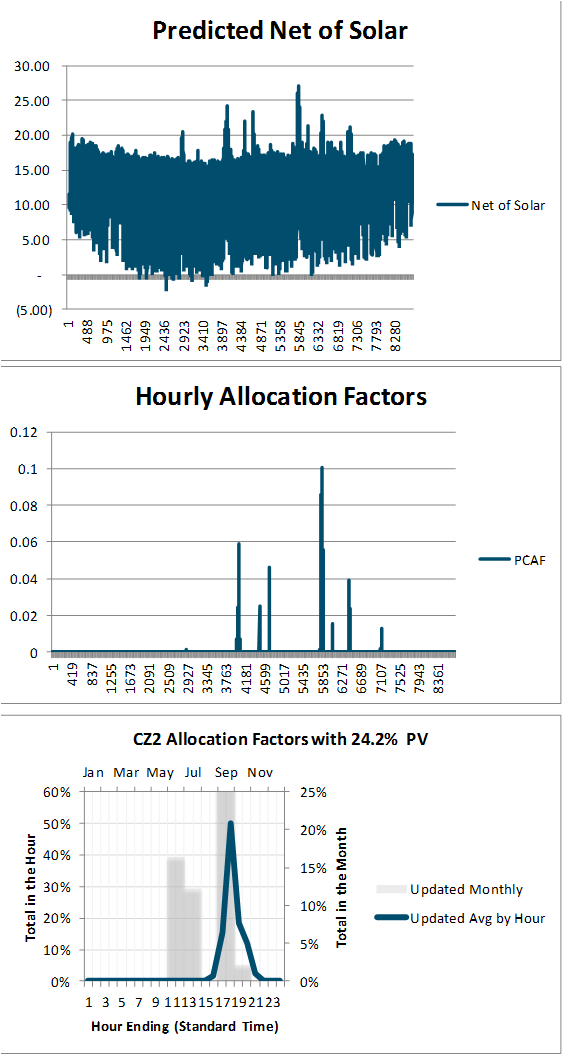 Predicted Net of Solar
30.00
25.00
20.00
15.00
10.00
5.00
-
(5.00)
Net of Solar
1 488 975 1462 1949 2436 2923 3410 3897 4384 4871 5358 5845 6332 6819 7306 7793 8280
Hourly Allocation Factors
0.12
0.1
0.08
0.06
0.04
0.02
0
PCAF
1 419 837 1255 1673 2091 2509 2927 3345 3763 4181 4599 5017 5435 5853 6271 6689 7107 7525 7943 8361
CZ2 Allocation Factors with 24.2% PV
Jan Mar May Jul Sep Nov
60% 25%
50% 20%
40% 15%
30% 10%
20% 5%
10% 0%
0%
Total in the Hour
Total in the Month
Updated Monthly
Updated Avg by Hour
1 3 5 7 9 11 13 15 17 19 21 23
Hour Ending (Standard Time)